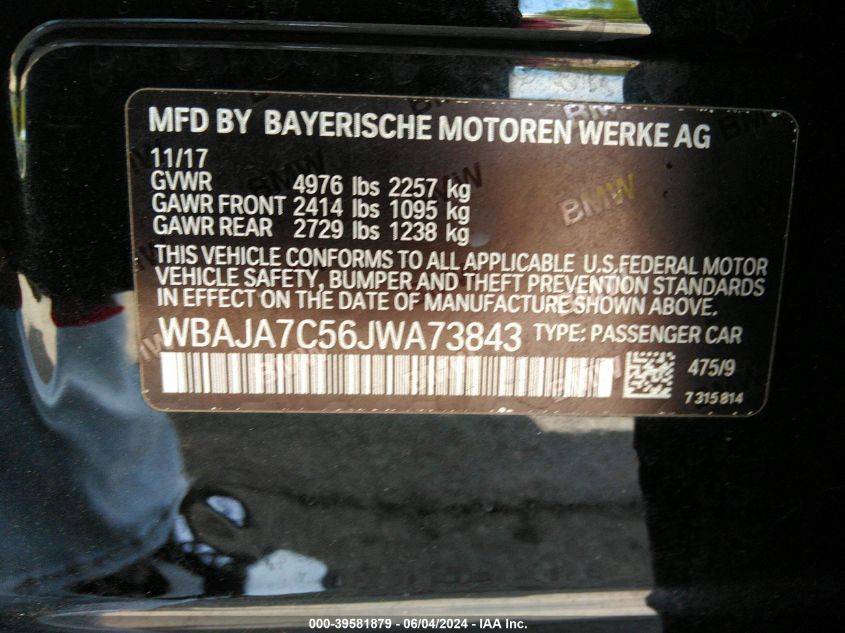 MFD BY BAYERISCHE MOTOREN WERKE AG
11/17
GVWR 4976 lbs 2257 kg
GAWR FRONT 2414 lbs 1095 kg
GAWR REAR 2729 lbs 1238 kg
THIS VEHICLE CONFORMS TO ALL APPLICABLE U.S.FEDERAL MOTOR
VEHICLE SAFETY, BUMPER AND THEFT PREVENTION STANDARDS
IN EFFECT ON THE DATE OF MANUFACTURE SHOWN ABOVE.
WBAJA7C56JWA73843 TYPE: PASSENGER CAR
475/9
7315814
BMW
000-39581879 - 06/04/2024 - IAA Inc.